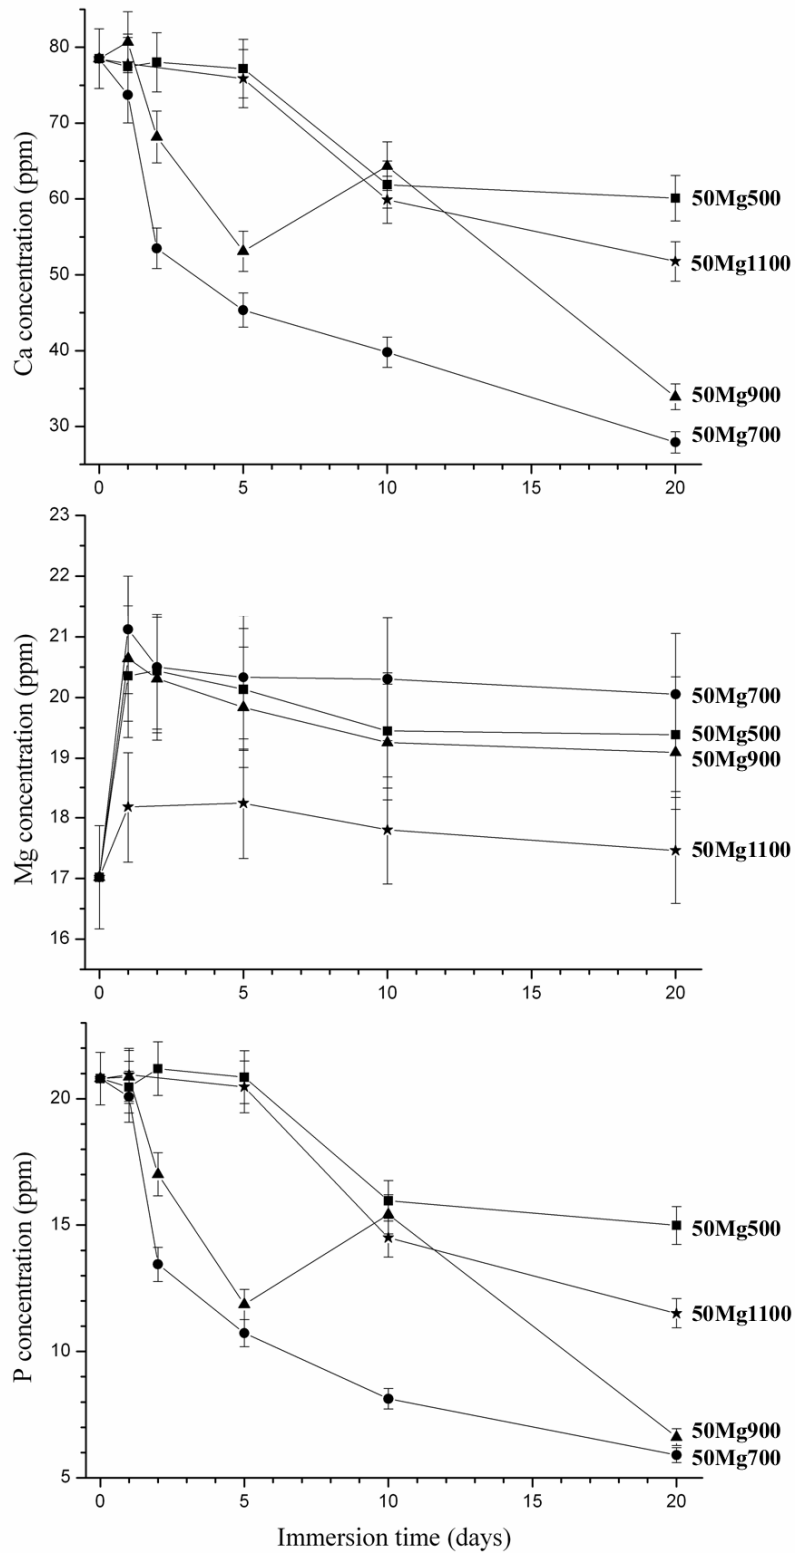 80
70
60
50
40
30
Ca concentration (ppm)
50Mg500
50Mg1100
50Mg900
50Mg700
0 5 10 15 20
23
22
21
20
19
18
17
16
Mg concentration (ppm)
50Mg700
50Mg500
50Mg900
50Mg1100
0 5 10 15 20
20
15
10
5
P concentration (ppm)
50Mg500
50Mg1100
50Mg900
50Mg700
0 5 10 15 20
Immersion time (days)